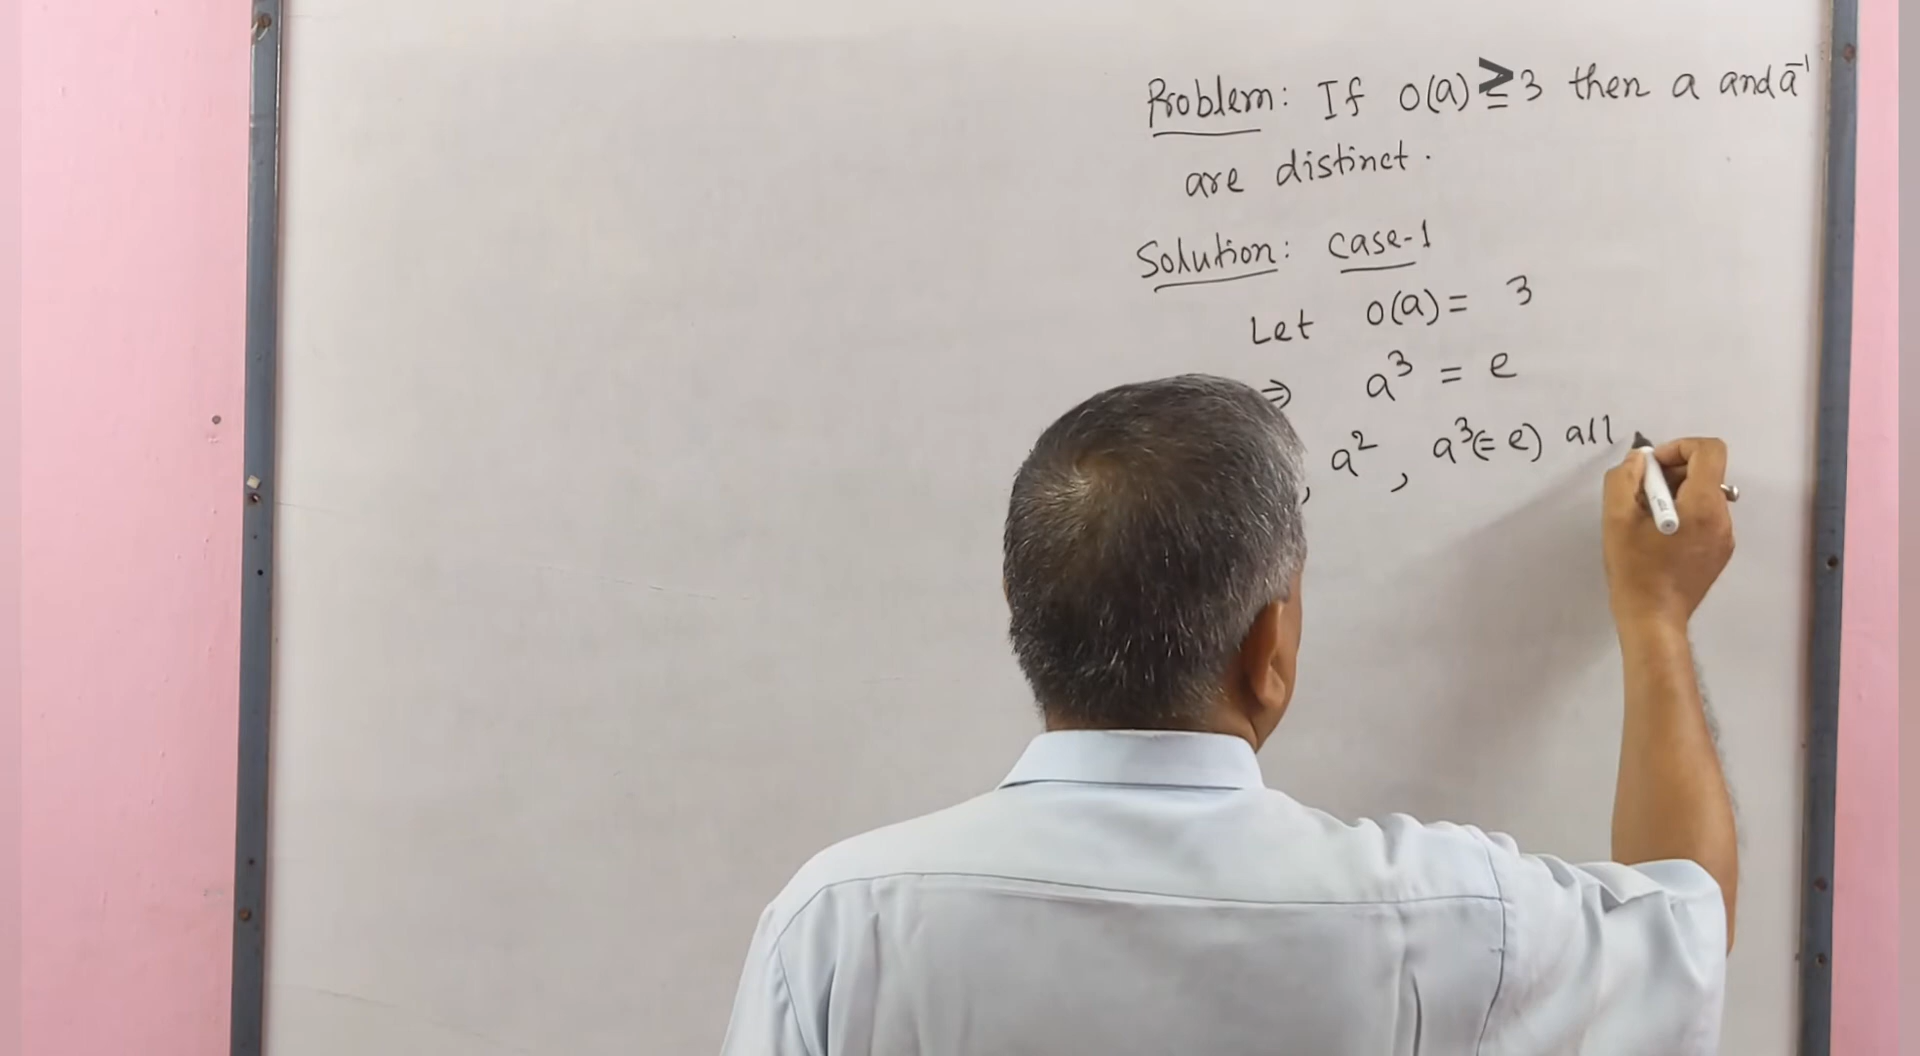 Problem: If o(a) ≥ 3 then a and a⁻¹
are distinct.
Solution: Case-1
Let o(a) = 3
⇒ a³ = e
, a², a³(= e) all